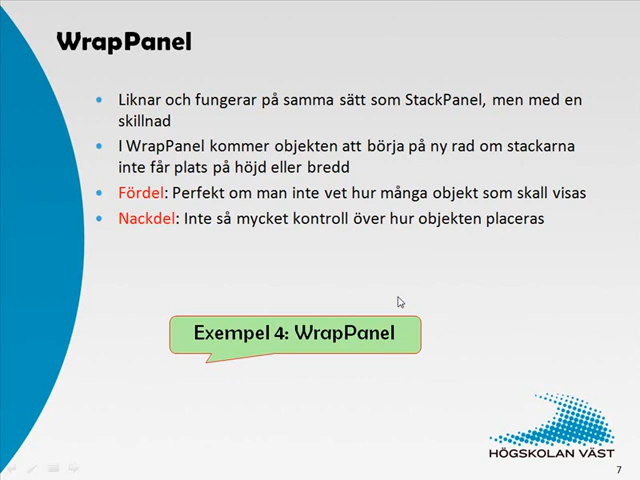 WrapPanel
Liknar och fungerar på samma sätt som StackPanel, men med en
skillnad
I WrapPanel kommer objekten att börja på ny rad om stackarna
inte får plats på höjd eller bredd
Fördel: Perfekt om man inte vet hur många objekt som skall visas
Nackdel: Inte så mycket kontroll över hur objekten placeras
Exempel 4: WrapPanel
HÖGSKOLAN VÄST
7